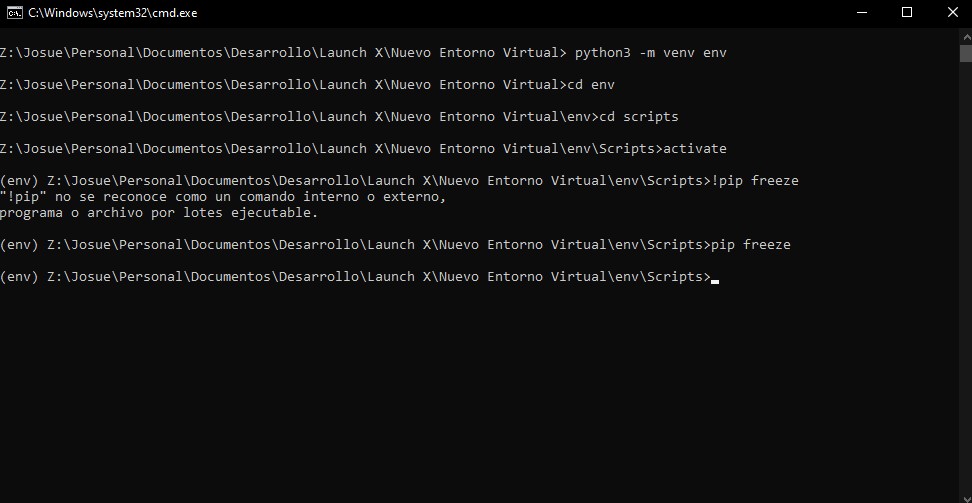 C:\Windows\system32\cmd.exe
Z:\Josue\Personal\Documentos\Desarrollo\Launch X\Nuevo Entorno Virtual> python3 -m venv env
Z:\Josue\Personal\Documentos\Desarrollo\Launch X\Nuevo Entorno Virtual>cd env
Z:\Josue\Personal\Documentos\Desarrollo\Launch X\Nuevo Entorno Virtual\env>cd scripts
Z:\Josue\Personal\Documentos\Desarrollo\Launch X\Nuevo Entorno Virtual\env\Scripts>activate
(env) Z:\Josue\Personal\Documentos\Desarrollo\Launch X\Nuevo Entorno Virtual\env\Scripts>!pip freeze
"!pip" no se reconoce como un comando interno o externo,
programa o archivo por lotes ejecutable.
(env) Z:\Josue\Personal\Documentos\Desarrollo\Launch X\Nuevo Entorno Virtual\env\Scripts>pip freeze
(env) Z:\Josue\Personal\Documentos\Desarrollo\Launch X\Nuevo Entorno Virtual\env\Scripts>